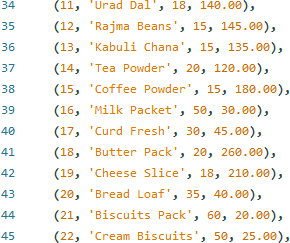 34 (11, 'Urad Dal', 18, 140.00),
35 (12, 'Rajma Beans', 15, 145.00),
36 (13, 'Kabuli Chana', 15, 135.00),
37 (14, 'Tea Powder', 20, 120.00),
38 (15, 'Coffee Powder', 15, 180.00),
39 (16, 'Milk Packet', 50, 30.00),
40 (17, 'Curd Fresh', 30, 45.00),
41 (18, 'Butter Pack', 20, 260.00),
42 (19, 'Cheese Slice', 18, 210.00),
43 (20, 'Bread Loaf', 35, 40.00),
44 (21, 'Biscuits Pack', 60, 20.00),
45 (22, 'Cream Biscuits', 50, 25.00),